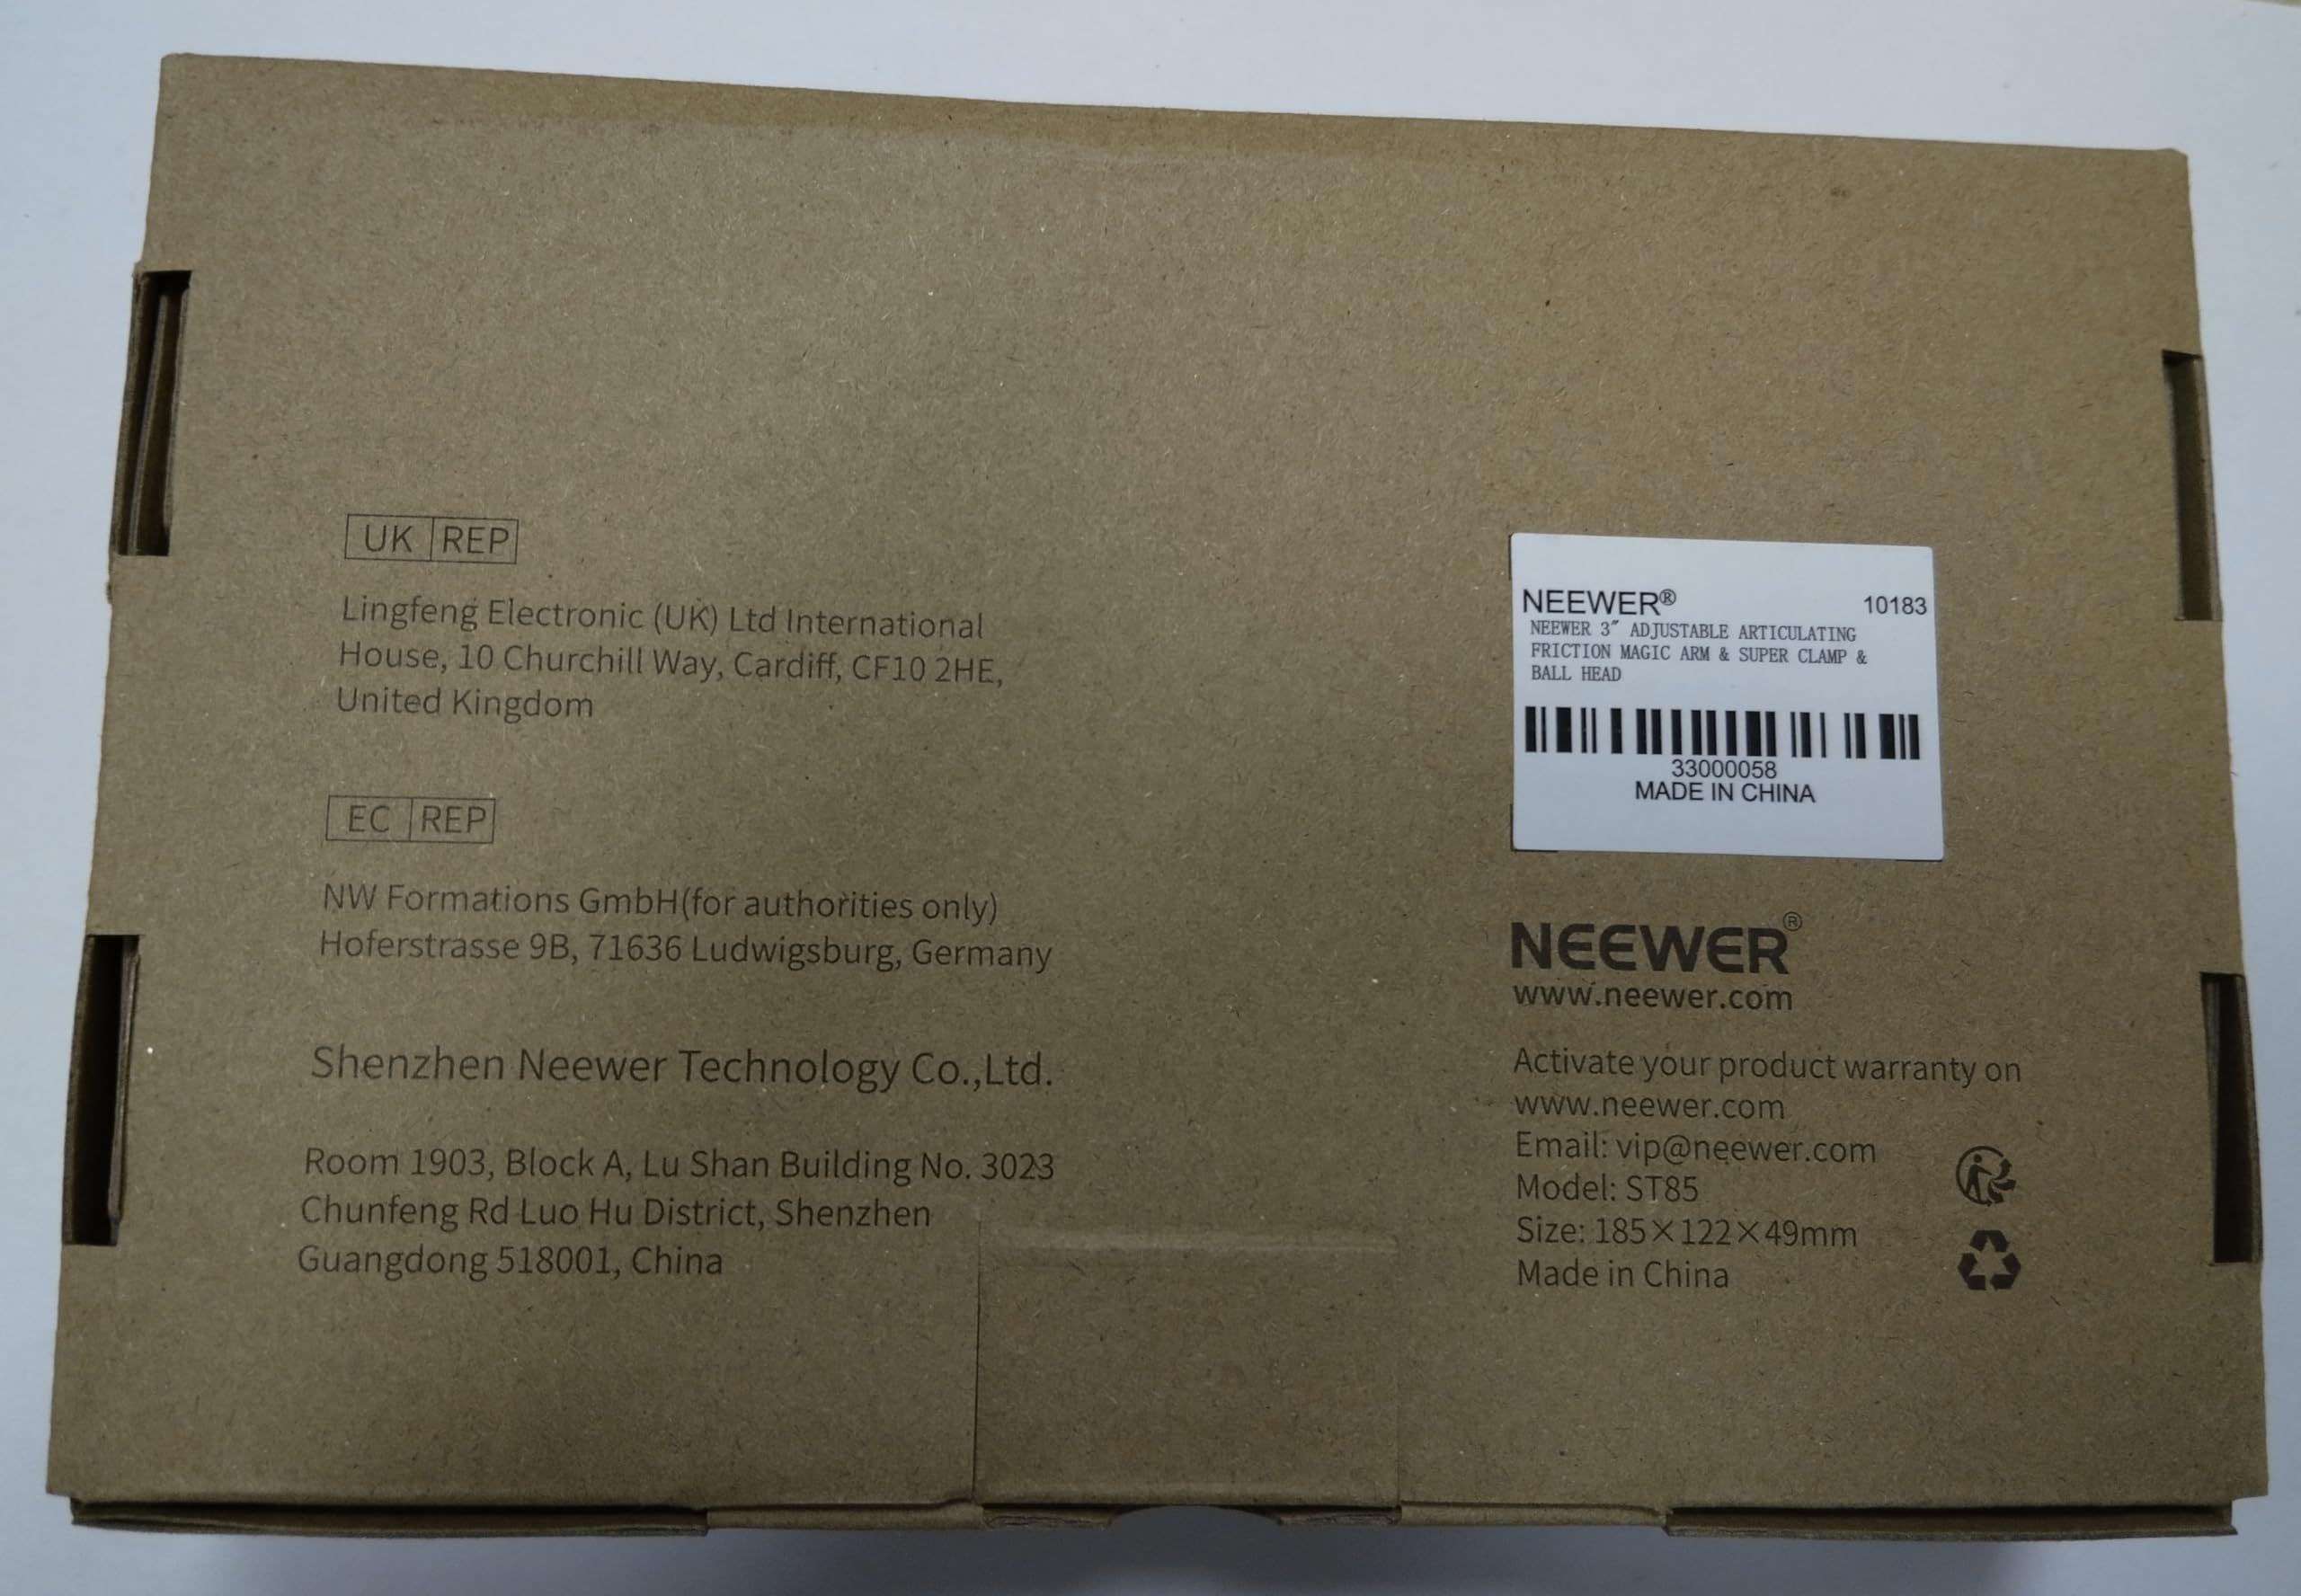 UK REP
Lingfeng Electronic (UK) Ltd International
House, 10 Churchill Way, Cardiff, CF10 2HE,
United Kingdom
EC REP
NW Formations GmbH(for authorities only)
Hoferstrasse 9B, 71636 Ludwigsburg, Germany
Shenzhen Neewer Technology Co.,Ltd.
Room 1903, Block A, Lu Shan Building No. 3023
Chunfeng Rd Luo Hu District, Shenzhen
Guangdong 518001, China
NEEWER® 10183
NEEWER 3″ ADJUSTABLE ARTICULATING
FRICTION MAGIC ARM & SUPER CLAMP &
BALL HEAD
33000058
MADE IN CHINA
NEEWER®
www.neewer.com
Activate your product warranty on
www.neewer.com
Email: vip@neewer.com
Model: ST85
Size: 185×122×49mm
Made in China